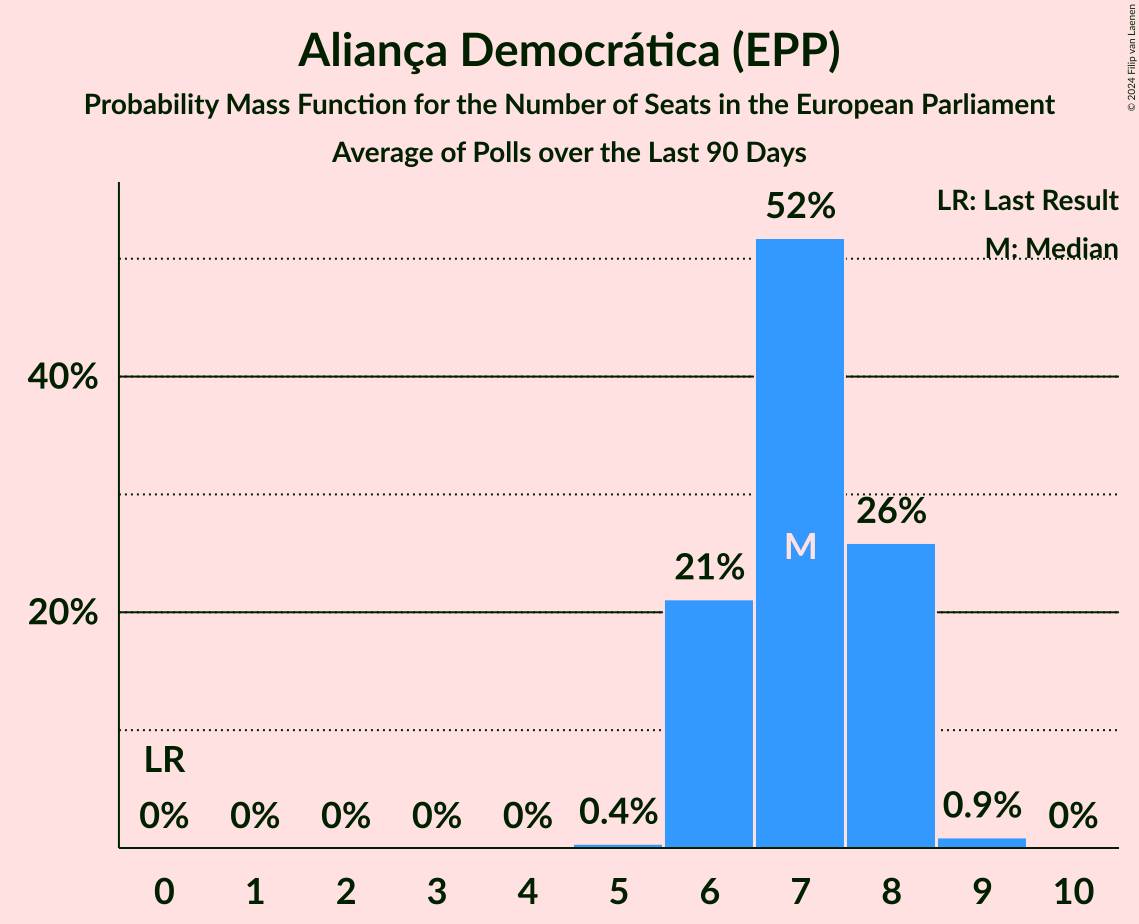 Aliança Democrática (EPP)
Probability Mass Function for the Number of Seats in the European Parliament
Average of Polls over the Last 90 Days
© 2024 Filip van Laenen
LR: Last Result
M: Median
52%
40%
26%
M
21%
20%
LR
0% 0% 0% 0% 0% 0.4% 0.9% 0%
0 1 2 3 4 5 6 7 8 9 10